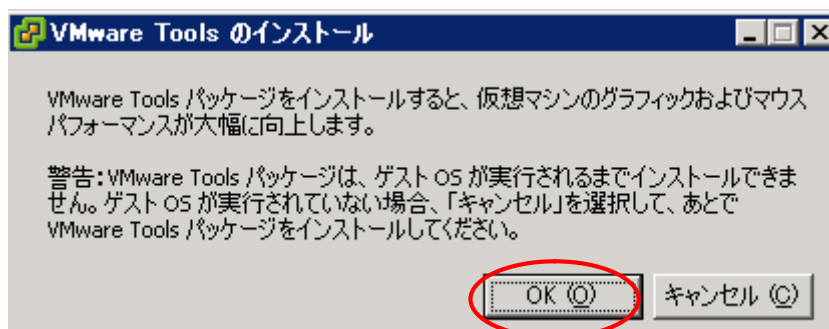 VMware Tools のインストール
VMware Tools パッケージをインストールすると、仮想マシンのグラフィックおよびマウス
パフォーマンスが大幅に向上します。
警告：VMware Tools パッケージは、ゲスト OS が実行されるまでインストールできま
せん。ゲスト OS が実行されていない場合、「キャンセル」を選択して、あとで
VMware Tools パッケージをインストールしてください。
OK (O) キャンセル (C)